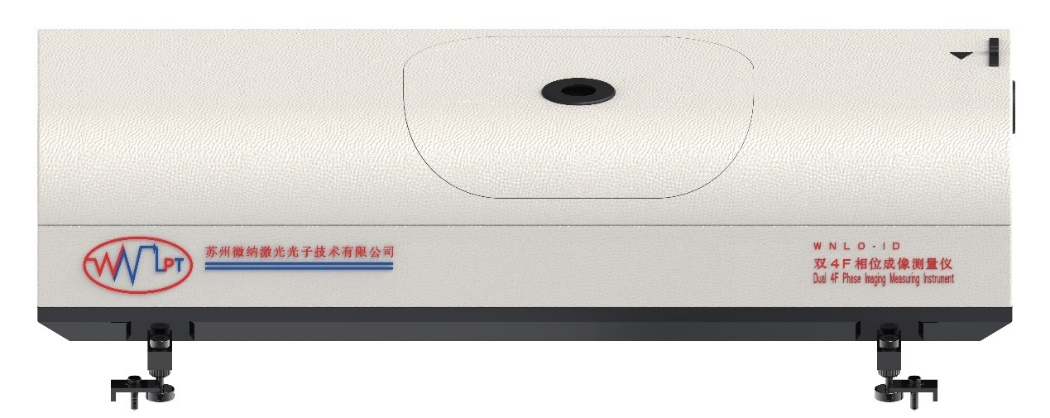 WNLPT
苏州微纳激光光子技术有限公司
WNLO-ID
双4F相位成像测量仪
Dual 4F Phase Imaging Measuring Instrument